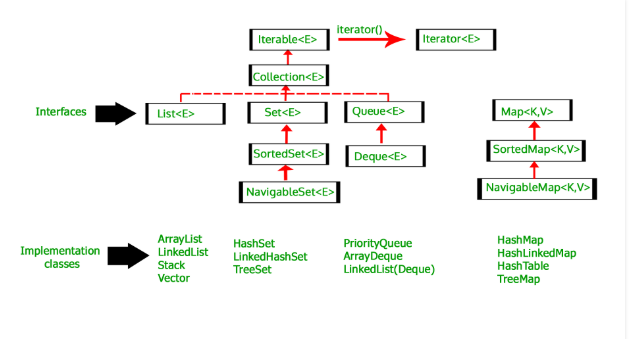 Iterable<E>
iterator()
Iterator<E>
Collection<E>
Interfaces
List<E>
Set<E>
Queue<E>
Map<K,V>
SortedSet<E>
Deque<E>
SortedMap<K,V>
NavigableSet<E>
NavigableMap<K,V>
Implementation
classes
ArrayList
LinkedList
Stack
Vector
HashSet
LinkedHashSet
TreeSet
PriorityQueue
ArrayDeque
LinkedList(Deque)
HashMap
HashLinkedMap
HashTable
TreeMap